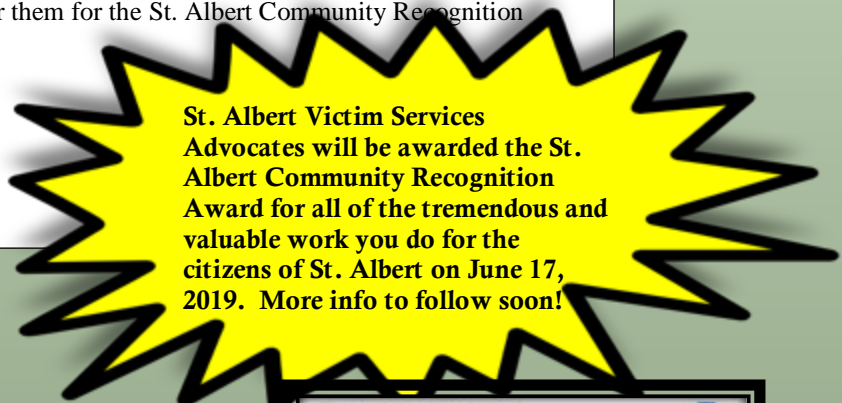 them for the St. Albert Community Recognition
St. Albert Victim Services
Advocates will be awarded the St.
Albert Community Recognition
Award for all of the tremendous and
valuable work you do for the
citizens of St. Albert on June 17,
2019. More info to follow soon!